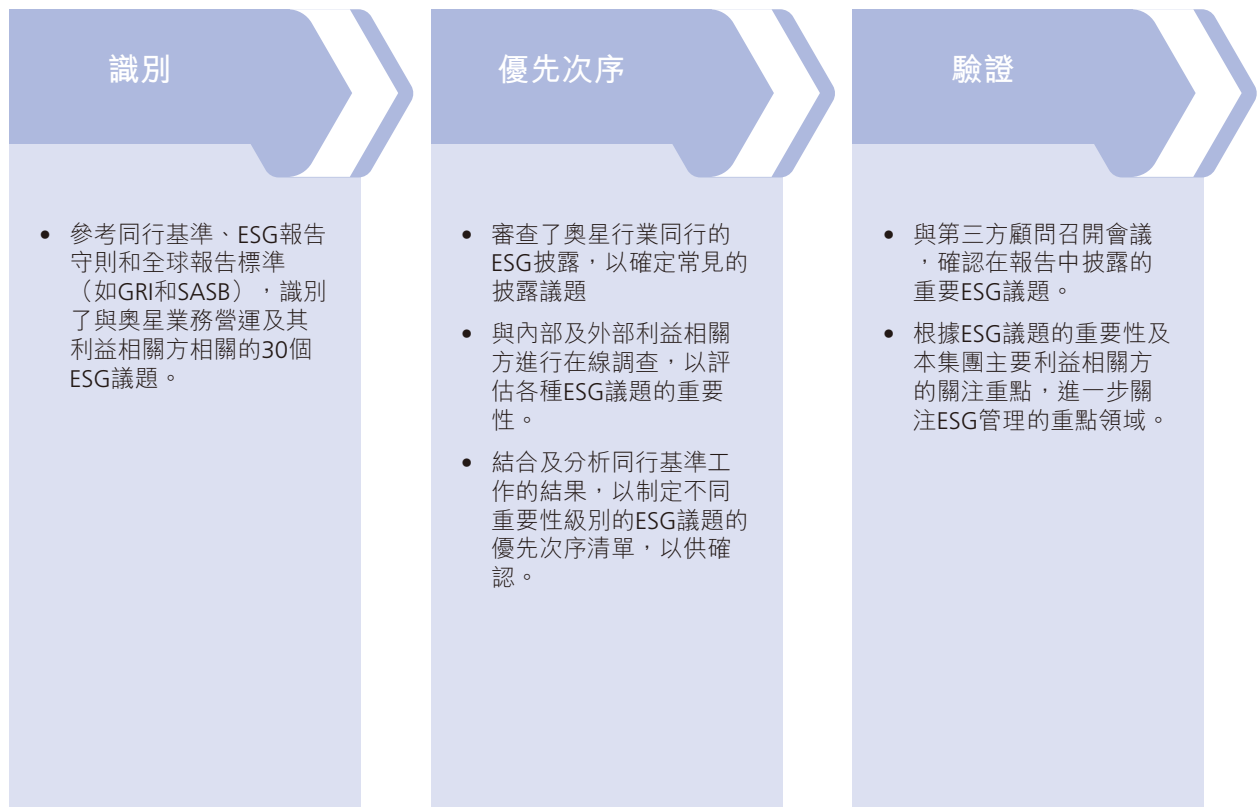 識別
• 參考同行基準、ESG報告
守則和全球報告標準
（如GRI和SASB），識別
了與奧星業務營運及其
利益相關方相關的30個
ESG議題。
優先次序
• 審查了奧星行業同行的
ESG披露，以確定常見的
披露議題
• 與內部及外部利益相關
方進行在線調查，以評
估各種ESG議題的重要
性。
• 結合及分析同行基準工
作的結果，以制定不同
重要性級別的ESG議題的
優先次序清單，以供確
認。
驗證
• 與第三方顧問召開會議
，確認在報告中披露的
重要ESG議題。
• 根據ESG議題的重要性及
本集團主要利益相關方
的關注重點，進一步關
注ESG管理的重點領域。